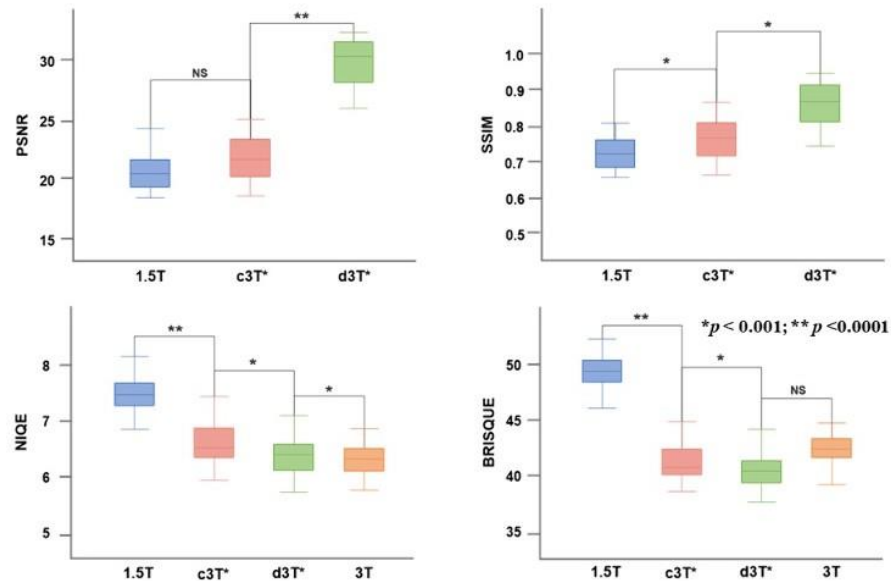 PSNR
30
25
20
15
NS
**
1.5T c3T* d3T*
SSIM
1.0
0.9
0.8
0.7
0.6
0.5
*
*
1.5T c3T* d3T*
NIQE
8
7
6
5
**
*
*
1.5T c3T* d3T* 3T
BRISQUE
50
45
40
35
**
*
NS
*p < 0.001; ** p <0.0001
1.5T c3T* d3T* 3T